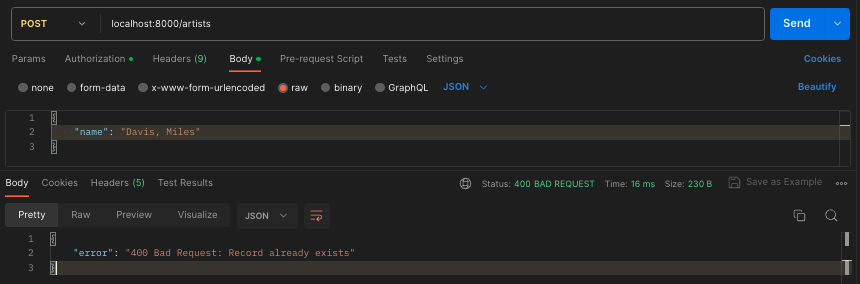 POST localhost:8000/artists Send
Params Authorization Headers (9) Body Pre-request Script Tests Settings Cookies
none form-data x-www-form-urlencoded raw binary GraphQL JSON Beautify
1 {
2 "name": "Davis, Miles"
3 }
Body Cookies Headers (5) Test Results Status: 400 BAD REQUEST Time: 16 ms Size: 230 B Save as Example
Pretty Raw Preview Visualize JSON
1 {
2 "error": "400 Bad Request: Record already exists"
3 }